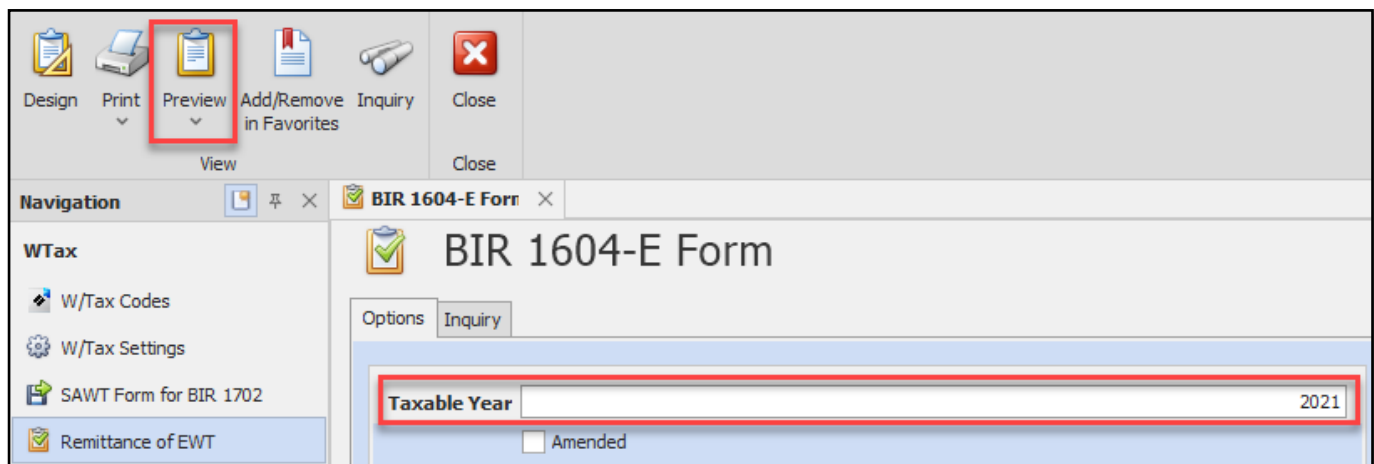 Design Print Preview Add/Remove in Favorites Inquiry Close
View Close
Navigation BIR 1604-E Forn
WTax
BIR 1604-E Form
W/Tax Codes
Options Inquiry
W/Tax Settings
SAWT Form for BIR 1702
Taxable Year 2021
Remittance of EWT
Amended